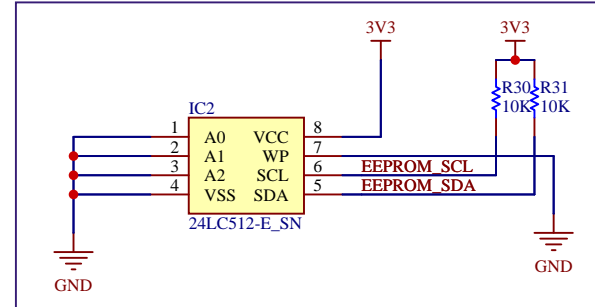 3V3
3V3
R30
R31
10K
10K
IC2
1
A0
VCC
8
2
A1
WP
7
3
A2
SCL
6
EEPROM_SCL
4
VSS
SDA
5
EEPROM_SDA
24LC512-E_SN
GND
GND